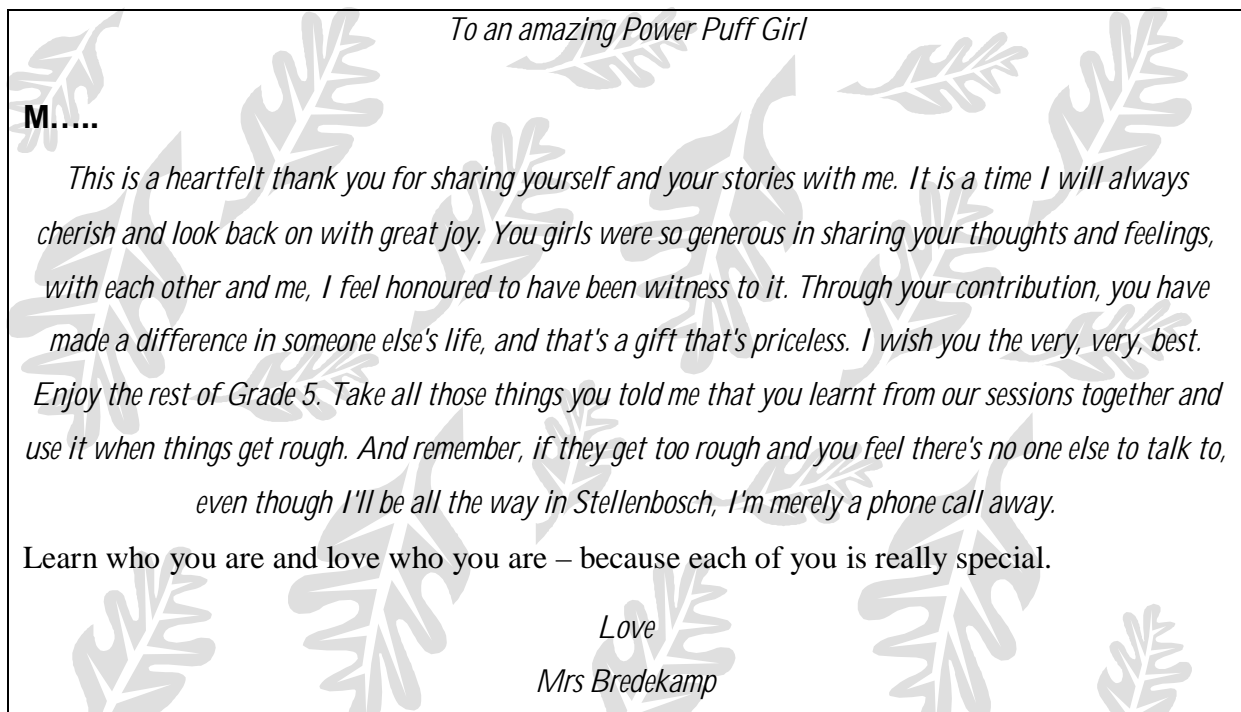 To an amazing Power Puff Girl
M…..
This is a heartfelt thank you for sharing yourself and your stories with me. It is a time I will always
cherish and look back on with great joy. You girls were so generous in sharing your thoughts and feelings,
with each other and me, I feel honoured to have been witness to it. Through your contribution, you have
made a difference in someone else's life, and that's a gift that's priceless. I wish you the very, very, best.
Enjoy the rest of Grade 5. Take all those things you told me that you learnt from our sessions together and
use it when things get rough. And remember, if they get too rough and you feel there's no one else to talk to,
even though I'll be all the way in Stellenbosch, I'm merely a phone call away.
Learn who you are and love who you are – because each of you is really special.
Love
Mrs Bredekamp